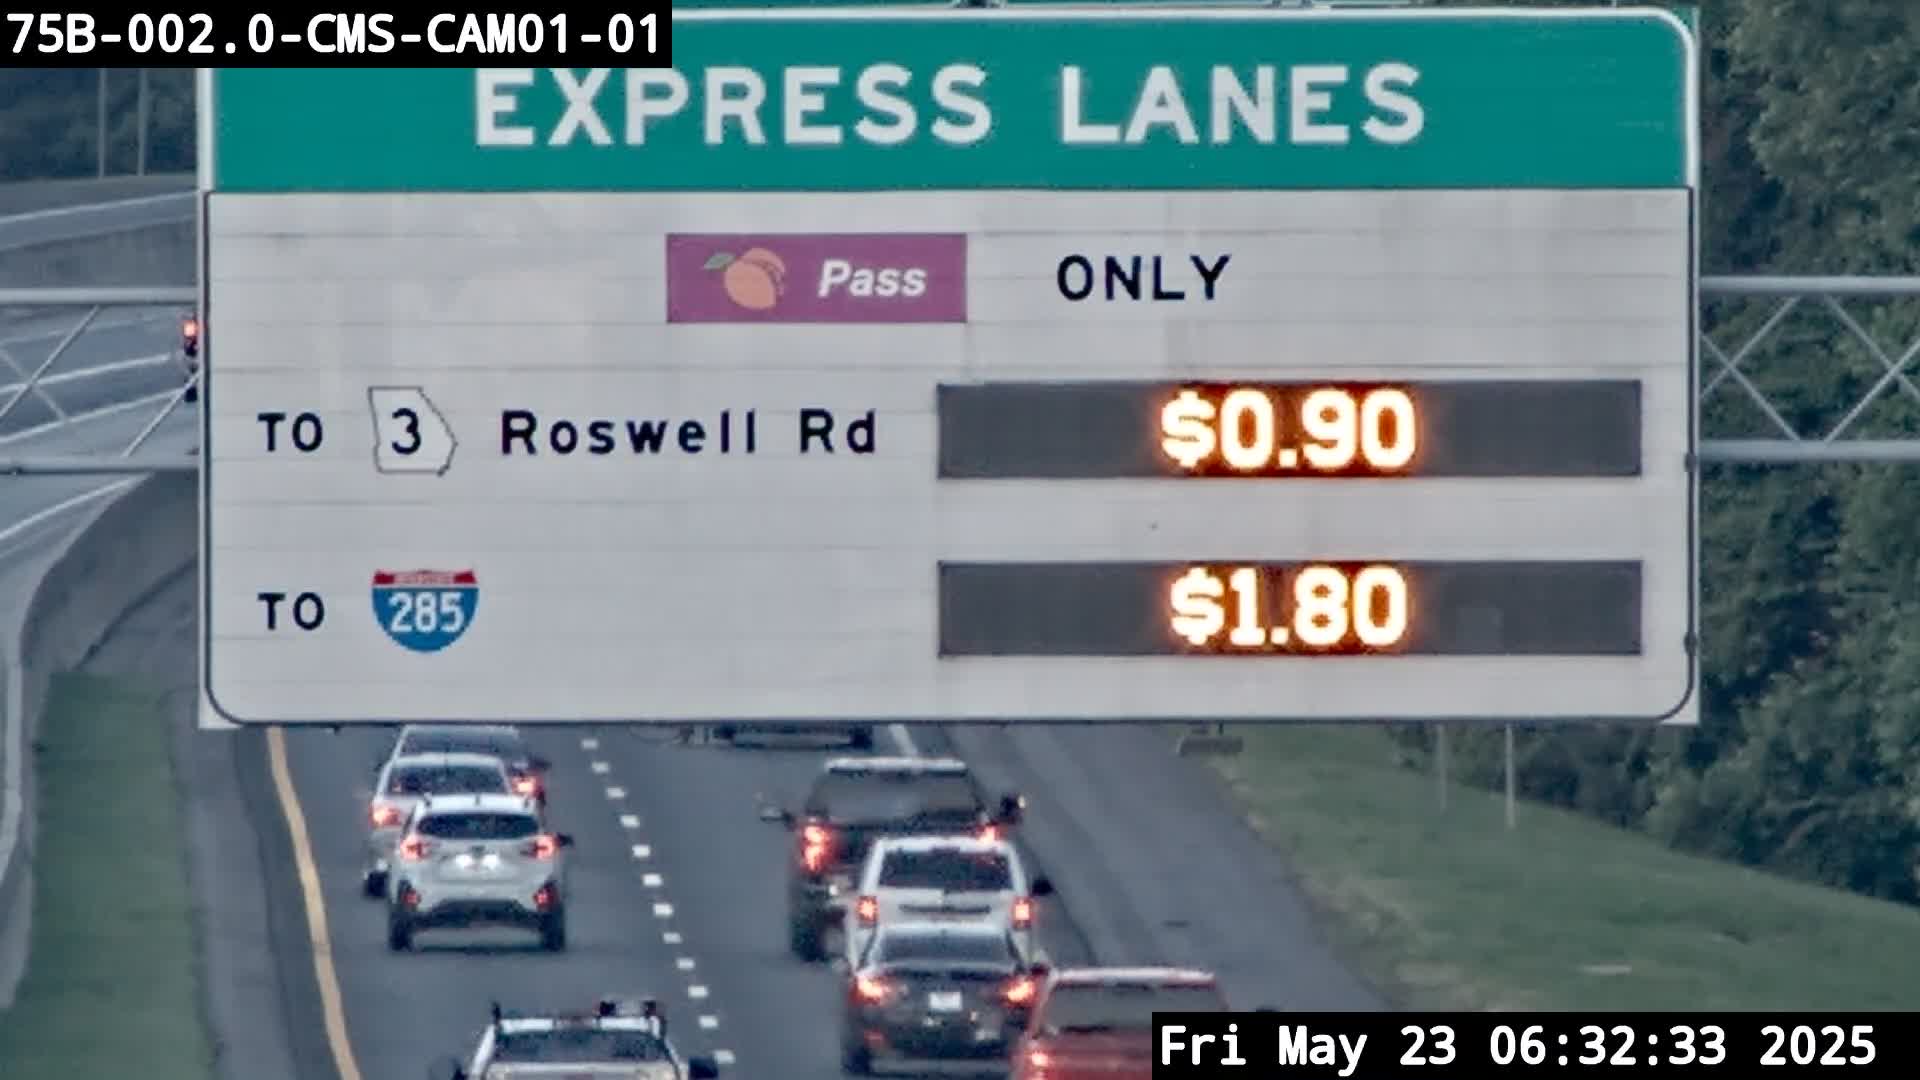 75B-002.0-CMS-CAM01-01
EXPRESS LANES
Pass ONLY
TO 3 Roswell Rd $0.90
TO 285 $1.80
Fri May 23 06:32:33 2025